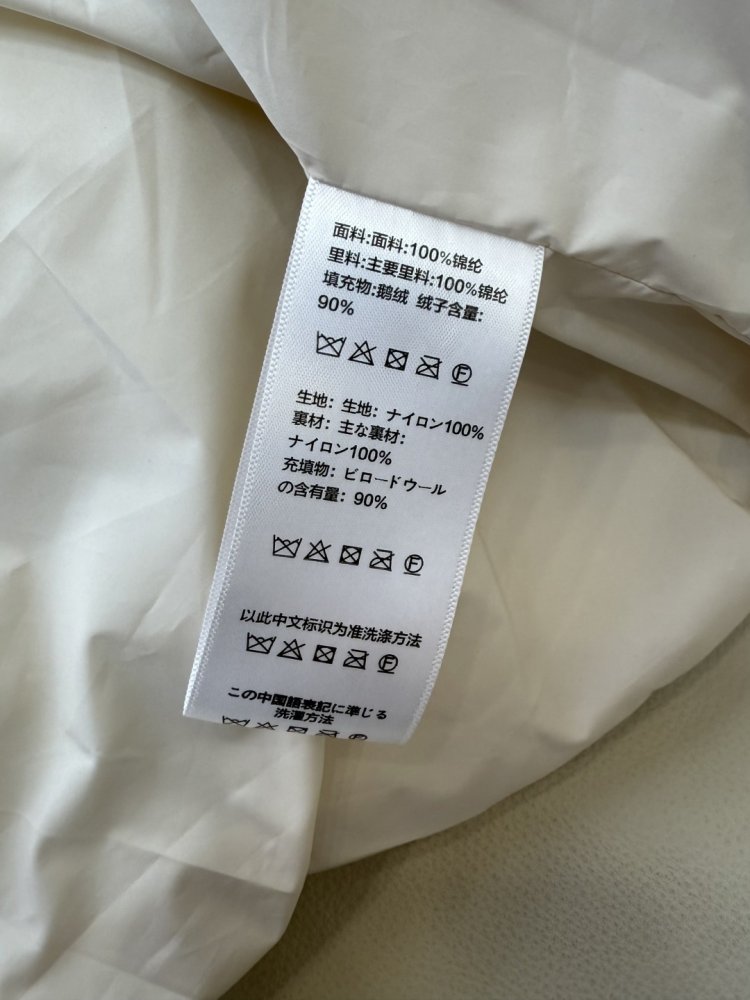 面料:面料:100%锦纶
里料:主要里料:100%锦纶
填充物:鹅绒 绒子含量:
90%
F
生地: 生地: ナイロン100%
裏材: 主な裏材:
ナイロン100%
充填物: ビロードウール
の含有量: 90%
F
以此中文标识为准洗涤方法
F
この中国語表記に準じる
洗濯方法